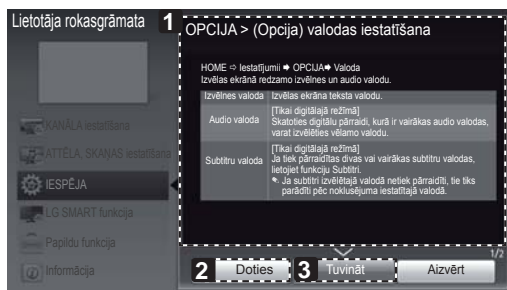 Lietotāja rokasgrāmata
1
OPCIJA > (Opcija) valodas iestatīšana
HOME ⇨ Iestatījumii ➡ OPCIJA➡ Valoda
Izvēlas ekrānā redzamo izvēlnes un audio valodu.
Izvēlnes valoda Izvēlas ekrāna teksta valodu.
Audio valoda
[Tikai digitālajā režīmā]
Skatoties digitālu pārraidi, kurā ir vairākas audio valodas,
varat izvēlēties vēlamo valodu.
Subtitru valoda
[Tikai digitālajā režīmā]
Ja tiek pārraidītas divas vai vairākas subtitru valodas,
lietojiet funkciju Subtitri.
Ja subtitri izvēlētajā valodā netiek pārraidīti, tie tiks
parādīti pēc noklusējuma iestatītajā valodā.
KANĀLA iestatīšana
ATTĒLA, SKAŅAS iestatīšana
IESPĒJA
LG SMART funkcija
Papildu funkcija
Informācija
1/2
2 Doties
3 Tuvināt
Aizvērt